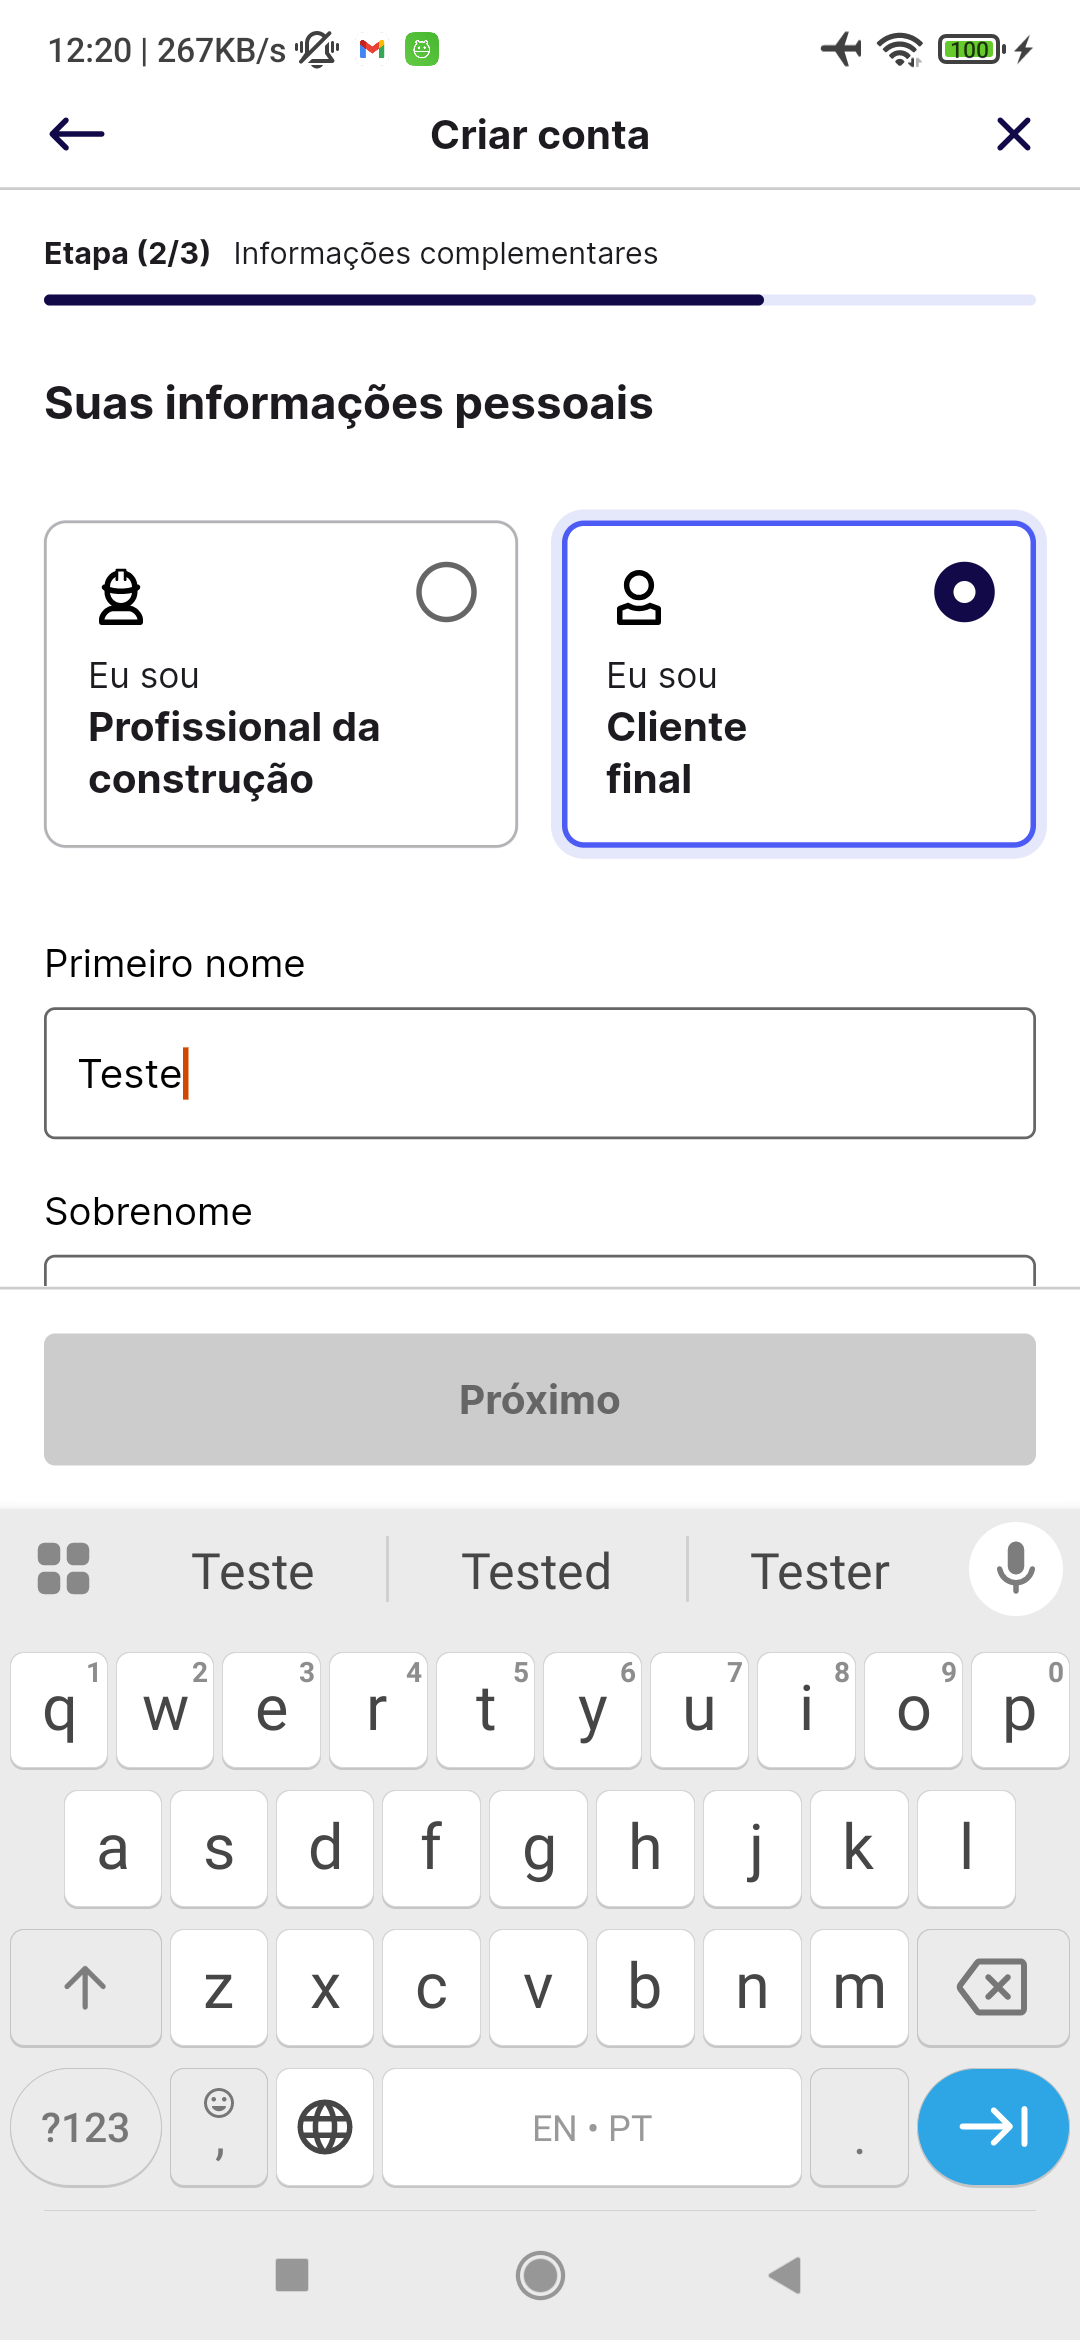 12:20 | 267KB/s
100
Criar conta
Etapa (2/3) Informações complementares
Suas informações pessoais
Eu sou
Profissional da
construção
Eu sou
Cliente
final
Primeiro nome
Teste
Sobrenome
Próximo
Teste Tested Tester
1 2 3 4 5 6 7 8 9 0
q w e r t y u i o p
a s d f g h j k l
z x c v b n m
?123 , EN • PT .